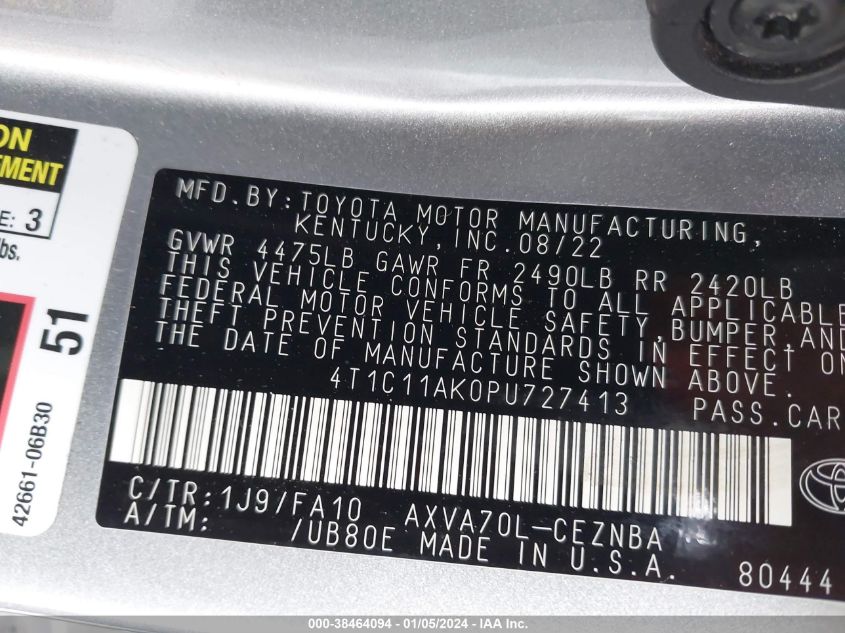 ON
TMENT
E: 3
lbs.
51
42661-06B30
MFD. BY: TOYOTA MOTOR MANUFACTURING,
KENTUCKY, INC. 08/22
GVWR 4475LB GAWR FR 2490LB RR 2420LB
THIS VEHICLE CONFORMS TO ALL APPLICABLE
FEDERAL MOTOR VEHICLE SAFETY, BUMPER, AND
THEFT PREVENTION STANDARDS IN EFFECT ON
THE DATE OF MANUFACTURE SHOWN ABOVE.
4T1C11AK0PU727413 PASS. CAR
C/TR: 1J9/FA10 AXVA70L-CEZNBA
A/TM: /UB80E MADE IN U.S.A.
80444
000-38464094 - 01/05/2024 - IAA Inc.